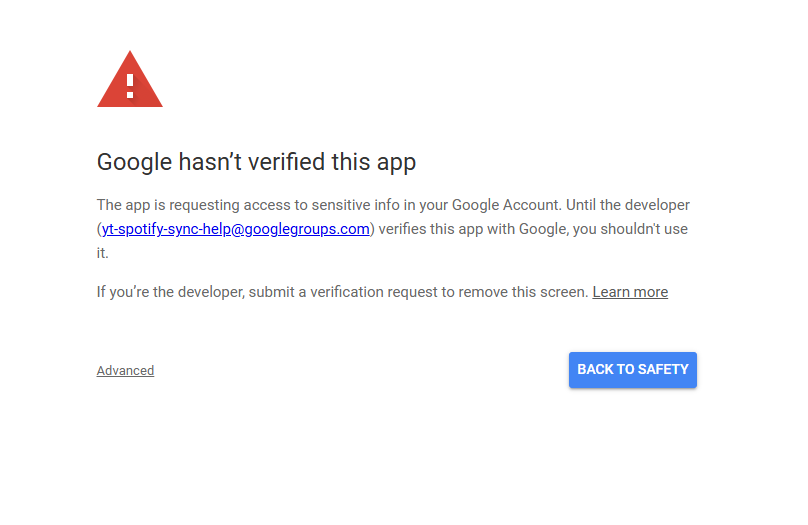 Google hasn’t verified this app
The app is requesting access to sensitive info in your Google Account. Until the developer
(yt-spotify-sync-help@googlegroups.com) verifies this app with Google, you shouldn't use
it.
If you’re the developer, submit a verification request to remove this screen. Learn more
Advanced
BACK TO SAFETY